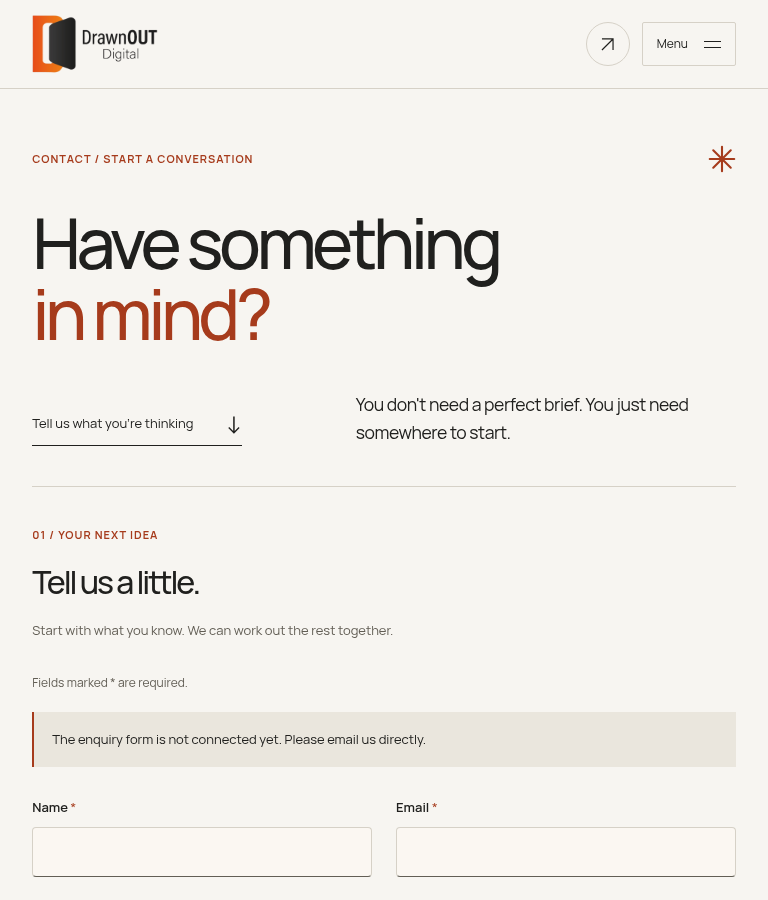 DrawnOUT
Digital
Menu
CONTACT / START A CONVERSATION
Have something
in mind?
You don't need a perfect brief. You just need
somewhere to start.
Tell us what you're thinking
01 / YOUR NEXT IDEA
Tell us a little.
Start with what you know. We can work out the rest together.
Fields marked * are required.
The enquiry form is not connected yet. Please email us directly.
Name *
Email *